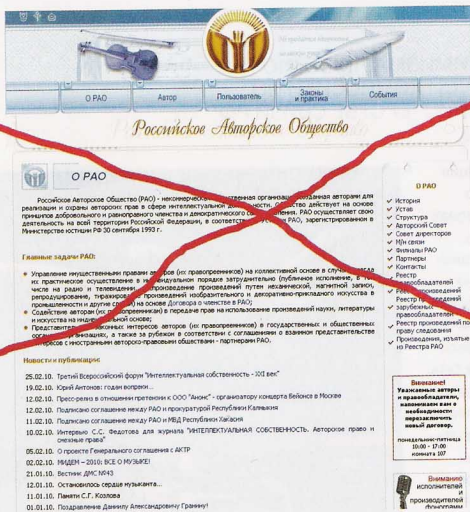 О РАО
Автор
Пользователь
Законы
и практика
События
Российское Авторское Общество
О РАО
Российское Авторское Общество (РАО) - некоммерческая общественная организация, созданная авторами для
реализации и охраны авторских прав в сфере интеллектуальной деятельности. Общество действует на основе
принципов добровольного и равноправного членства и демократического самоуправления. РАО осуществляет свою
деятельность на всей территории Российской Федерации, в соответствии с Уставом РАО, зарегистрированном в
Министерстве юстиции РФ 30 сентября 1993 г.
Главные задачи РАО:
Управление имущественными правами авторов (их правопреемников) на коллективной основе в случаях, когда
их практическое осуществление в индивидуальном порядке затруднительно (публичное исполнение, в том
числе на радио и телевидении, воспроизведение произведений путем механической, магнитной записи,
репродуцирование, тиражирование произведений изобразительного и декоративно-прикладного искусства в
промышленности и другие случаи) на основе Договора о членстве в РАО;
Содействие авторам (их правопреемникам) в передаче прав на использование произведений науки, литературы
и искусства на индивидуальной основе;
Представительство законных интересов авторов (их правопреемников) в государственных и общественных
организациях, а также за рубежом в соответствии с соглашениями о взаимном представительстве
интересов с иностранными авторско-правовыми обществами - партнерами РАО.
Новости и публикации:
25.02.10. Третий Всероссийский форум "Интеллектуальная собственность - XXI век"
19.02.10. Юрий Антонов: годам вопреки...
12.02.10. Пресс-релиз в отношении претензии к ООО "Анонс" - организатору концерта Бейонсе в Москве
12.02.10. Подписано соглашение между РАО и прокуратурой Республики Калмыкия
11.02.10. Подписано соглашение между РАО и МВД Республики Хакасия
10.02.10. Интервью С.С. Федотова для журнала "ИНТЕЛЛЕКТУАЛЬНАЯ СОБСТВЕННОСТЬ. Авторское право и
смежные права"
05.02.10. О проекте Генерального соглашения с АКТР
02.02.10. МИДЕМ – 2010: ВСЕ О МУЗЫКЕ!
21.01.10. Вестник ДМС №43
12.01.10. Остановилось сердце музыканта...
11.01.10. Памяти С.Г. Козлова
01.01.10. Поздравление Даниилу Александровичу Гранину!
О РАО
История
Устав
Структура
Авторский Совет
Совет директоров
Мун связи
Филиалы РАО
Партнеры
Контакты
Реестр
правообладателей
Реестр произведений
Реестр
зарубежных
правообладателей
Реестр произведений по
праву следования
Произведения, изъятые
из Реестра РАО
Внимание!
Уважаемые авторы
и правообладатели,
напоминаем вам о
необходимости
перезаключить
новый договор.
понедельник-пятница
10:00 - 17:00
комната 107
Вниманию
исполнителей
и
производителей
фонограмм